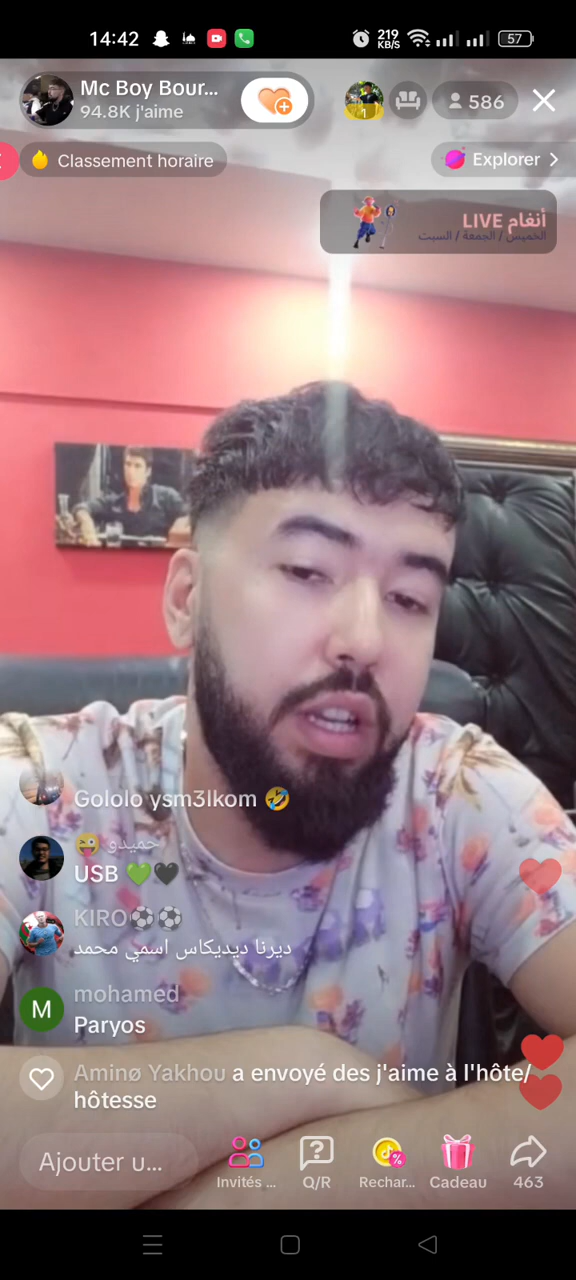 14:42
219
KB/S
57
Mc Boy Bour...
94.8K j'aime
1
586
Classement horaire
Explorer
أنغام LIVE
الخميس / الجمعة / السبت
Gololo ysm3lkom 🤣
حميدو 😜
USB 💚🖤
KIRO⚽⚽
ديرنا ديديكاس اسمي محمد
M
mohamed
Paryos
Aminø Yakhou a envoyé des j'aime à l'hôte/
hôtesse
Ajouter u...
Invités ...
Q/R
Rechar...
Cadeau
463